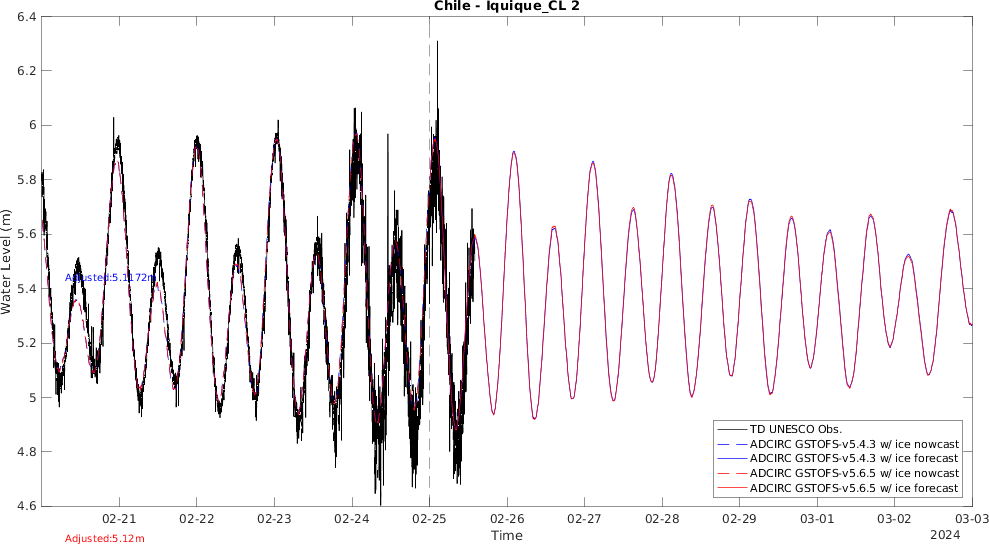 Chile - Iquique_CL 2
Water Level (m)
6.4
6.2
6
5.8
5.6
5.4
5.2
5
4.8
4.6
Adjusted:5.1172m
Adjusted:5.12m
TD UNESCO Obs.
ADCIRC GSTOFS-v5.4.3 w/ ice nowcast
ADCIRC GSTOFS-v5.4.3 w/ ice forecast
ADCIRC GSTOFS-v5.6.5 w/ ice nowcast
ADCIRC GSTOFS-v5.6.5 w/ ice forecast
02-21 02-22 02-23 02-24 02-25 02-26 02-27 02-28 02-29 03-01 03-02 03-03
Time
2024